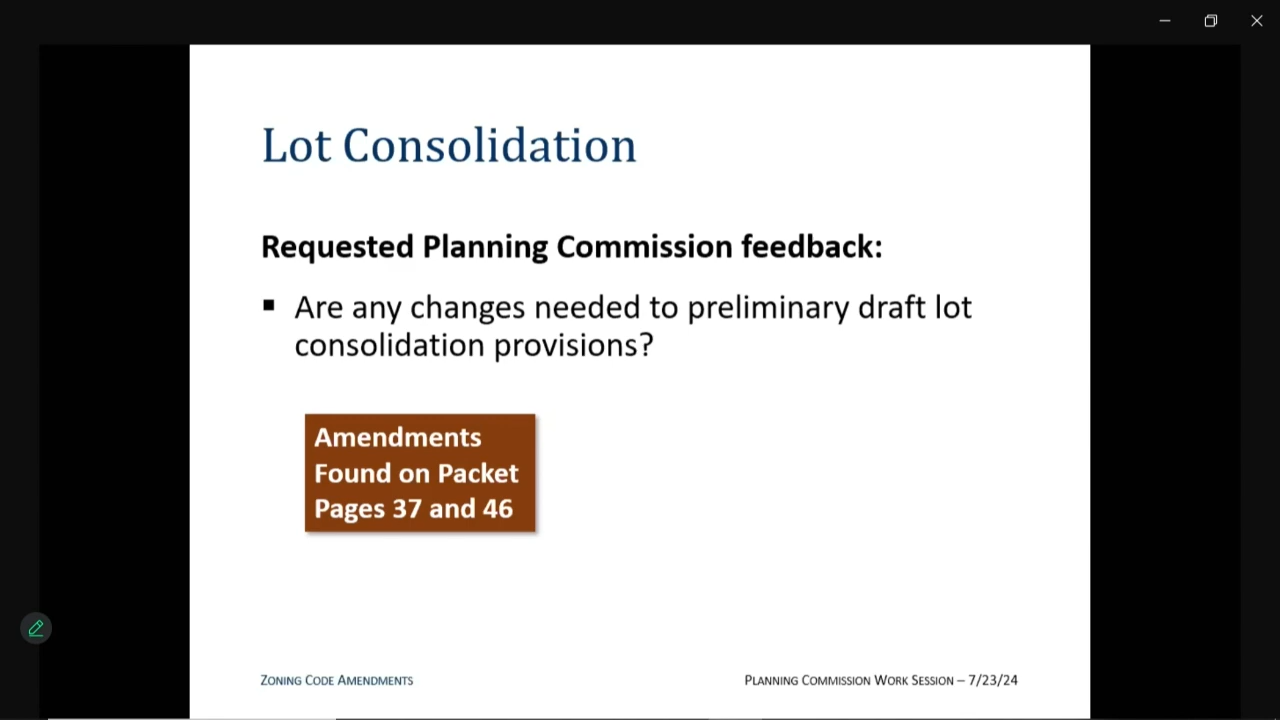 Lot Consolidation
Requested Planning Commission feedback:
▪ Are any changes needed to preliminary draft lot
consolidation provisions?
Amendments
Found on Packet
Pages 37 and 46
ZONING CODE AMENDMENTS
PLANNING COMMISSION WORK SESSION – 7/23/24